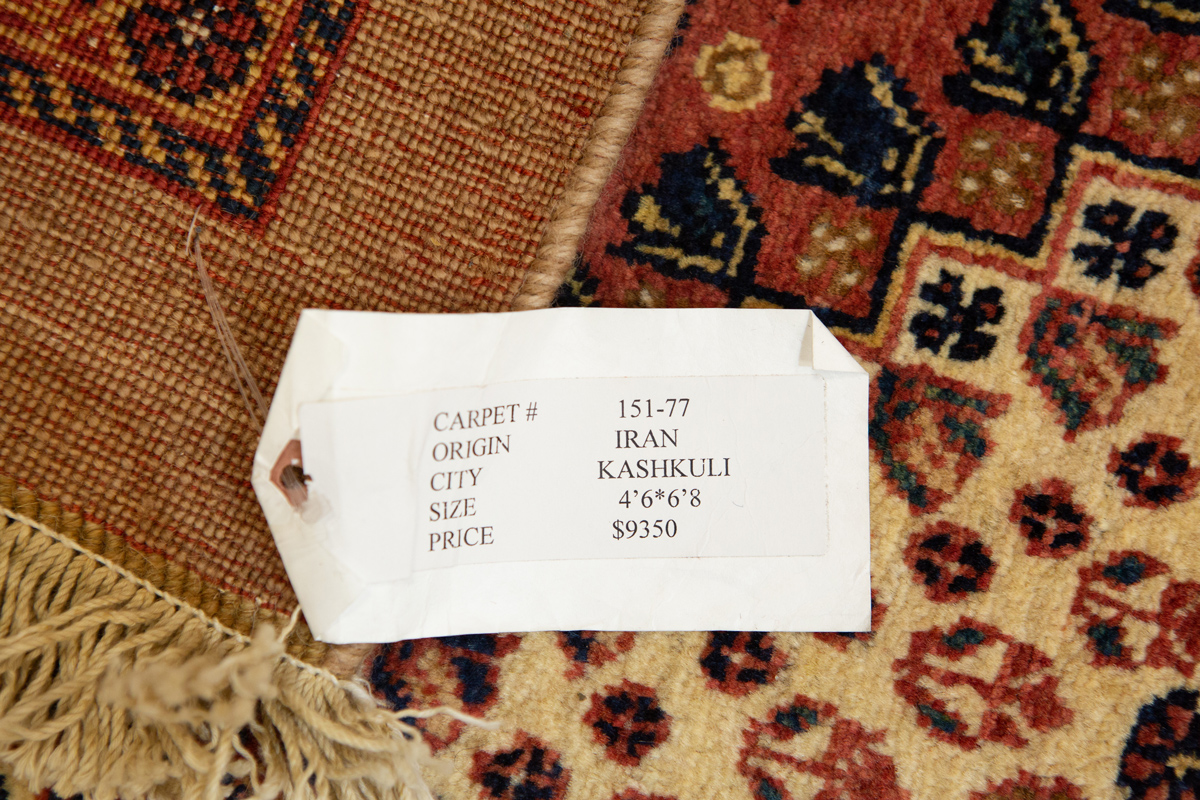 CARPET # 151-77
ORIGIN IRAN
CITY KASHKULI
SIZE 4’6*6’8
PRICE $9350